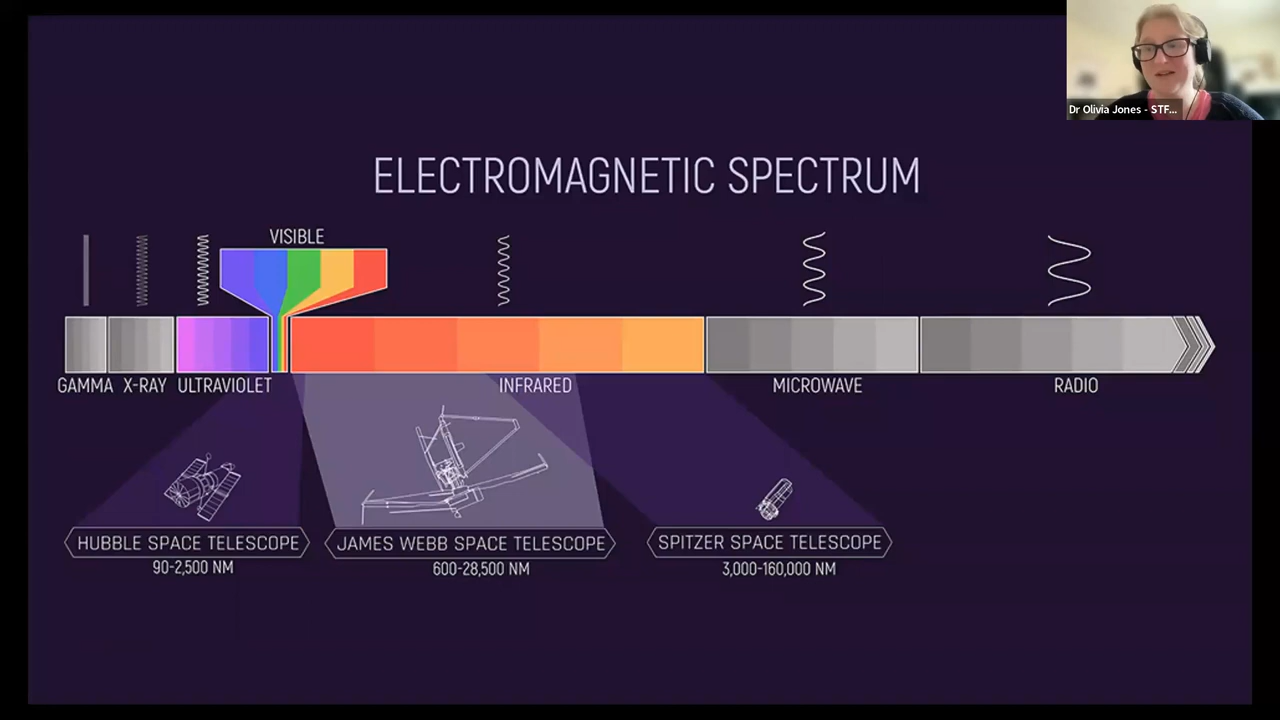 Dr Olivia Jones - STF...
ELECTROMAGNETIC SPECTRUM
VISIBLE
GAMMA X-RAY ULTRAVIOLET INFRARED MICROWAVE RADIO
HUBBLE SPACE TELESCOPE JAMES WEBB SPACE TELESCOPE SPITZER SPACE TELESCOPE
90-2,500 NM 600-28,500 NM 3,000-160,000 NM